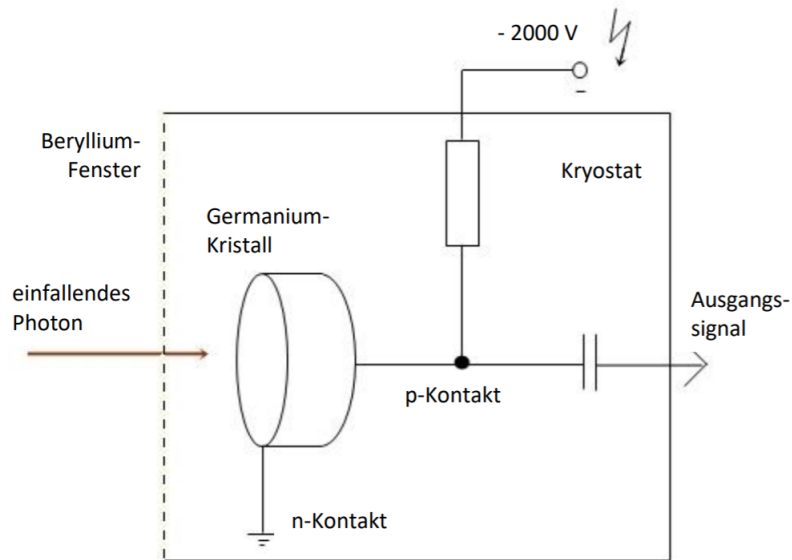 - 2000 V
–
Beryllium-
Fenster
Kryostat
Germanium-
Kristall
einfallendes
Photon
Ausgangs-
signal
p-Kontakt
n-Kontakt